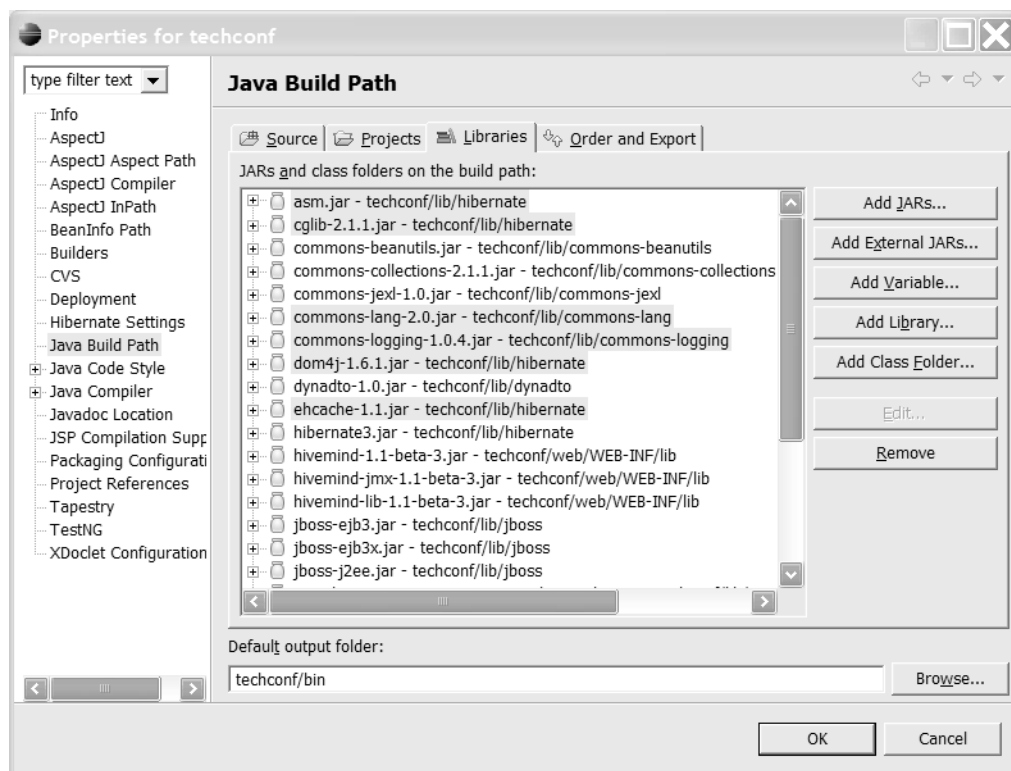 Properties for techconf
type filter text
Info
AspectJ
AspectJ Aspect Path
AspectJ Compiler
AspectJ InPath
BeanInfo Path
Builders
CVS
Deployment
Hibernate Settings
Java Build Path
Java Code Style
Java Compiler
Javadoc Location
JSP Compilation Supp
Packaging Configurati
Project References
Tapestry
TestNG
XDoclet Configuration
Java Build Path
Source Projects Libraries Order and Export
JARs and class folders on the build path:
asm.jar - techconf/lib/hibernate
cglib-2.1.1.jar - techconf/lib/hibernate
commons-beanutils.jar - techconf/lib/commons-beanutils
commons-collections-2.1.1.jar - techconf/lib/commons-collections
commons-jexl-1.0.jar - techconf/lib/commons-jexl
commons-lang-2.0.jar - techconf/lib/commons-lang
commons-logging-1.0.4.jar - techconf/lib/commons-logging
dom4j-1.6.1.jar - techconf/lib/hibernate
dynadto-1.0.jar - techconf/lib/dynadto
ehcache-1.1.jar - techconf/lib/hibernate
hibernate3.jar - techconf/lib/hibernate
hivemind-1.1-beta-3.jar - techconf/web/WEB-INF/lib
hivemind-jmx-1.1-beta-3.jar - techconf/web/WEB-INF/lib
hivemind-lib-1.1-beta-3.jar - techconf/web/WEB-INF/lib
jboss-ejb3.jar - techconf/lib/jboss
jboss-ejb3x.jar - techconf/lib/jboss
jboss-j2ee.jar - techconf/lib/jboss
Add JARs...
Add External JARs...
Add Variable...
Add Library...
Add Class Folder...
Edit...
Remove
Default output folder:
techconf/bin
Browse...
OK
Cancel